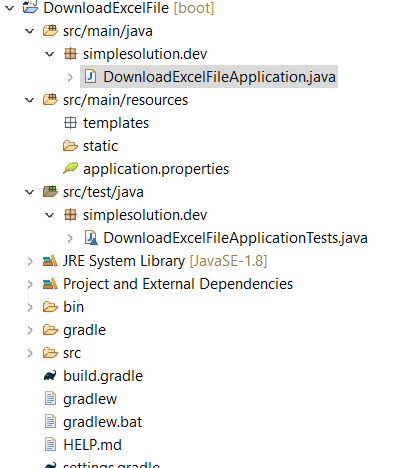 DownloadExcelFile [boot]
src/main/java
simplesolution.dev
DownloadExcelFileApplication.java
src/main/resources
templates
static
application.properties
src/test/java
simplesolution.dev
DownloadExcelFileApplicationTests.java
JRE System Library [JavaSE-1.8]
Project and External Dependencies
bin
gradle
src
build.gradle
gradlew
gradlew.bat
HELP.md
settings.gradle